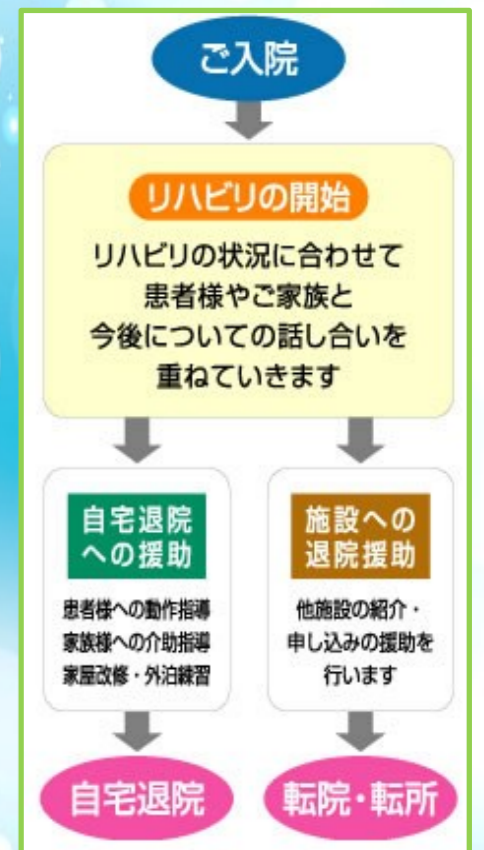 ご入院
リハビリの開始
リハビリの状況に合わせて
患者様やご家族と
今後についての話し合いを
重ねていきます
自宅退院
への援助
患者様への動作指導
家族様への介助指導
家屋改修・外泊練習
施設への
退院援助
他施設の紹介・
申し込みの援助を
行います
自宅退院
転院・転所